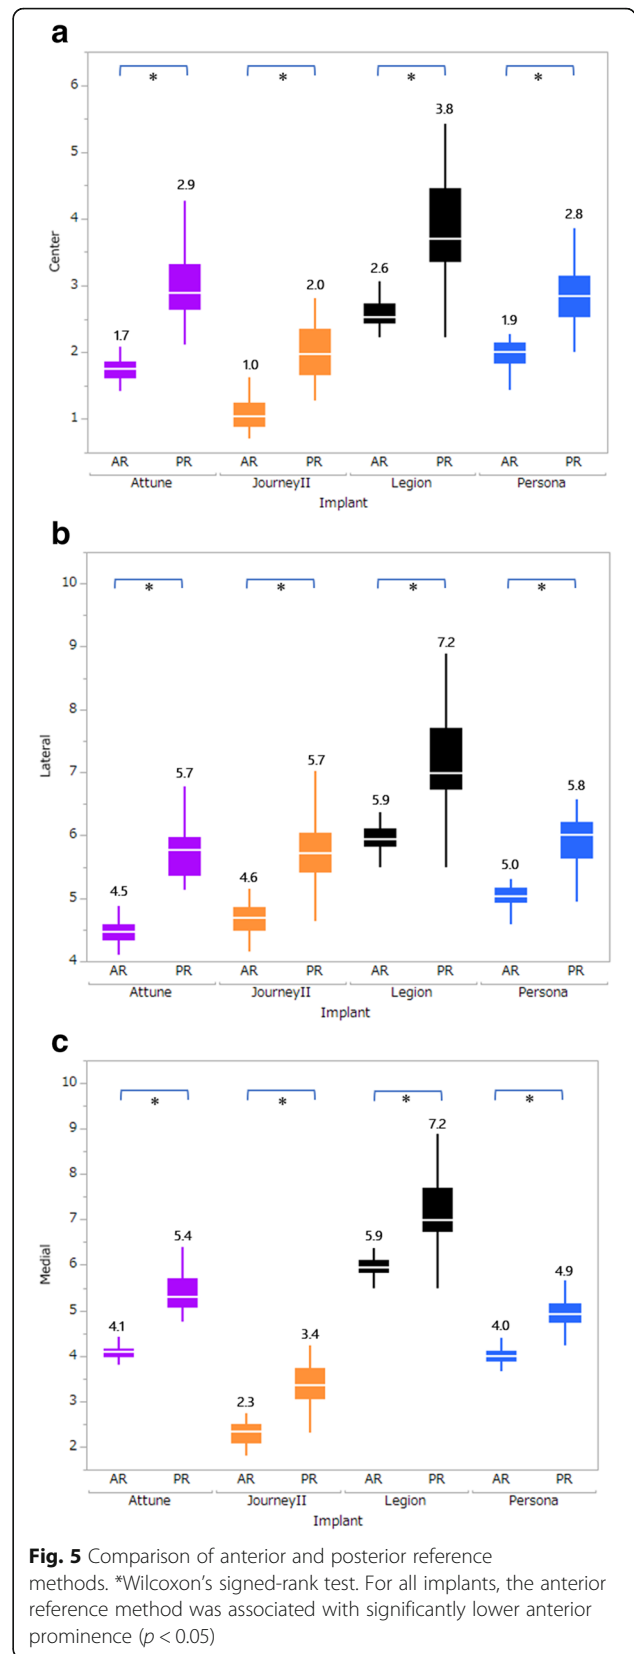 a
* * * *
6
5
4
3
2
1
Center
1.7
2.9
1.0
2.0
2.6
3.8
1.9
2.8
AR PR AR PR AR PR AR PR
Attune JourneyII Legion Persona
Implant
b
* * * *
10
9
8
7
6
5
4
Lateral
4.5
5.7
4.6
5.7
5.9
7.2
5.0
5.8
AR PR AR PR AR PR AR PR
Attune JourneyII Legion Persona
Implant
c
* * * *
10
9
8
7
6
5
4
3
2
Medial
4.1
5.4
2.3
3.4
5.9
7.2
4.0
4.9
AR PR AR PR AR PR AR PR
Attune JourneyII Legion Persona
Implant
Fig. 5 Comparison of anterior and posterior reference
methods. *Wilcoxon's signed-rank test. For all implants, the anterior
reference method was associated with significantly lower anterior
prominence (p < 0.05)